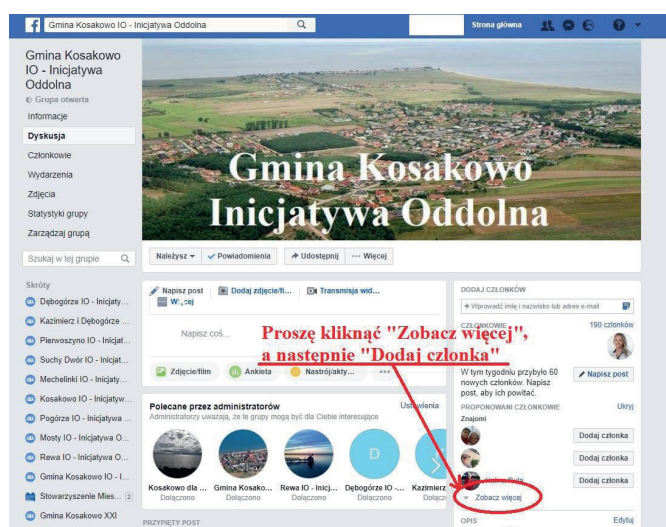 Gmina Kosakowo IO - Inicjatywa Oddolna
Strona główna
Gmina Kosakowo
IO - Inicjatywa
Oddolna
Grupa otwarta
Informacje
Dyskusja
Członkowie
Wydarzenia
Zdjęcia
Statystyki grupy
Zarządzaj grupą
Szukaj w tej grupie
Skróty
Dębogórze IO - Inicjaty...
Kazimierz i Dębogórze ...
Pierwoszyno IO - Inicjat...
Suchy Dwór IO - Inicjat...
Mechelinki IO - Inicjaty...
Kosakowo IO - Inicjatyw...
Pogórze IO - Inicjatywa ...
Mosty IO - Inicjatywa O...
Rewa IO - Inicjatywa O...
Gmina Kosakowo IO - I...
Stowarzyszenie Mies... 2
Gmina Kosakowo XXI
Gmina Kosakowo
Inicjatywa Oddolna
Należysz
Powiadomienia
Udostępnij
Więcej
Napisz post
Dodaj zdjęcie/fi...
Transmisja wid...
Więcej
Napisz coś...
Proszę kliknąć "Zobacz więcej",
a następnie "Dodaj członka"
Zdjęcie/film
Ankieta
Nastrój/akty...
Polecane przez administratorów
Ustawienia
Administratorzy uważają, że te grupy mogą być dla Ciebie interesujące
D
Kosakowo dla ...
Dołączono
Gmina Kosako...
Dołączono
Rewa IO - Inicj...
Dołączono
Dębogórze IO -...
Dołączono
Kazimierz
Dołącz
PRZYPIĘTY POST
DODAJ CZŁONKÓW
+ Wprowadź imię i nazwisko lub adres e-mail
CZŁONKOWIE
190 członków
W tym tygodniu przybyło 60
nowych członków. Napisz
post, aby ich powitać.
Napisz post
PROPONOWANI CZŁONKOWIE
Ukryj
Znajomi
Dodaj członka
Dodaj członka
Dodaj członka
Zobacz więcej
OPIS
Edytuj